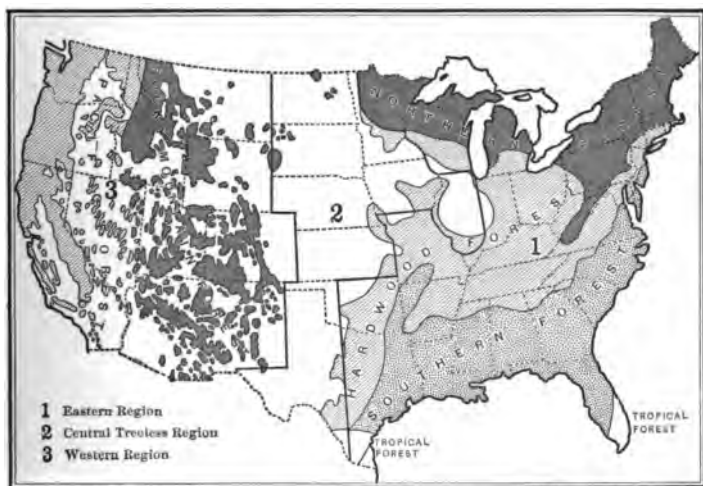 NORTHERN FOREST
3
2
HARDWOOD FOREST
1
SOUTHERN FOREST
1 Eastern Region
2 Central Treeless Region
3 Western Region
TROPICAL
FOREST
TROPICAL
FOREST